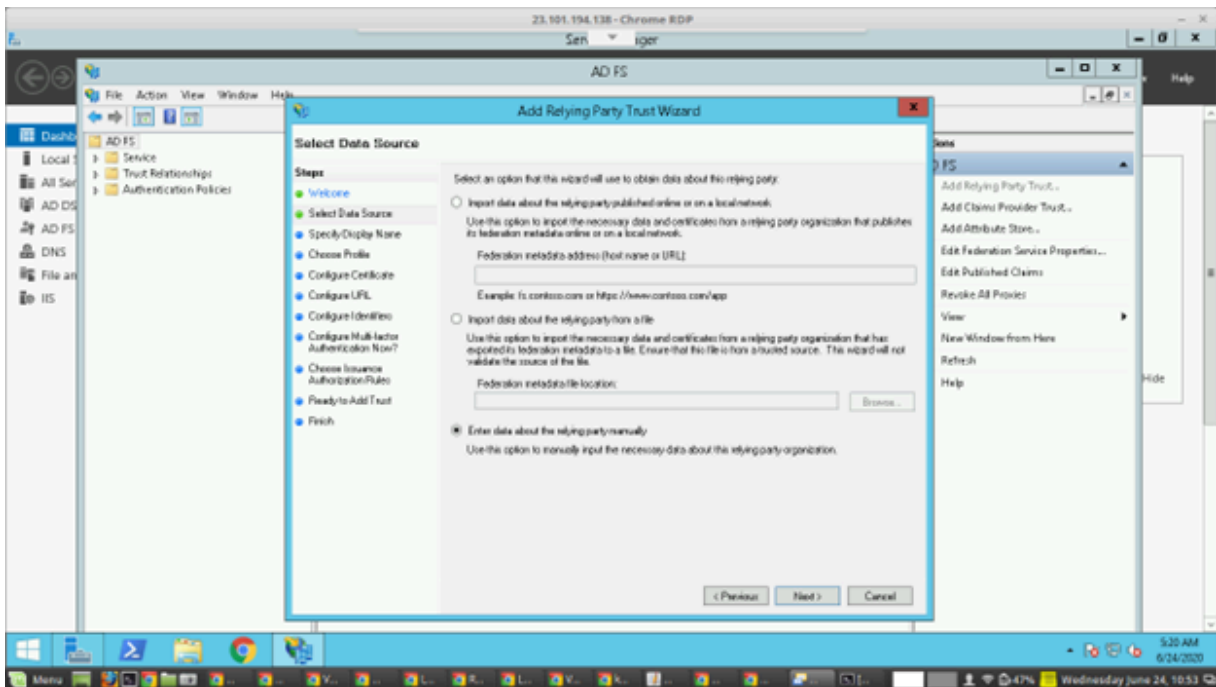 23.101.194.138 - Chrome RDP
AD FS
Help
File Action View Window Help
Add Relying Party Trust Wizard
AD FS
Service
Trust Relationships
Authentication Policies
Local
AD DS
AD FS
DNS
IIS
Select Data Source
Steps
Welcome
Select Data Source
Specify Display Name
Choose Profile
Configure Certificate
Configure URL
Configure Identifiers
Configure Multi-factor
Authentication Now?
Choose Issuance
Authorization Rules
Ready to Add Trust
Finish
Select an option that this wizard will use to obtain data about this relying party:
Import data about the relying party published online or on a local network
Use this option to import the necessary data and certificates from a relying party organization that publishes
its federation metadata online or on a local network.
Federation metadata address (host name or URL):
Example: fs.contoso.com or https://www.contoso.com/app
Import data about the relying party from a file
Use this option to import the necessary data and certificates from a relying party organization that has
exported its federation metadata to a file. Ensure that this file is from a trusted source. This wizard will not
validate the source of the file.
Federation metadata file location:
Browse...
Enter data about the relying party manually
Use this option to manually input the necessary data about this relying party organization.
< Previous Next > Cancel
Add Relying Party Trust...
Add Claims Provider Trust...
Add Attribute Store...
Edit Federation Service Properties...
Edit Published Claims
Revoke All Proxies
View
New Window from Here
Refresh
Help
Hide
5:20 AM
6/24/2020
Menu
47%
Wednesday June 24, 10:53